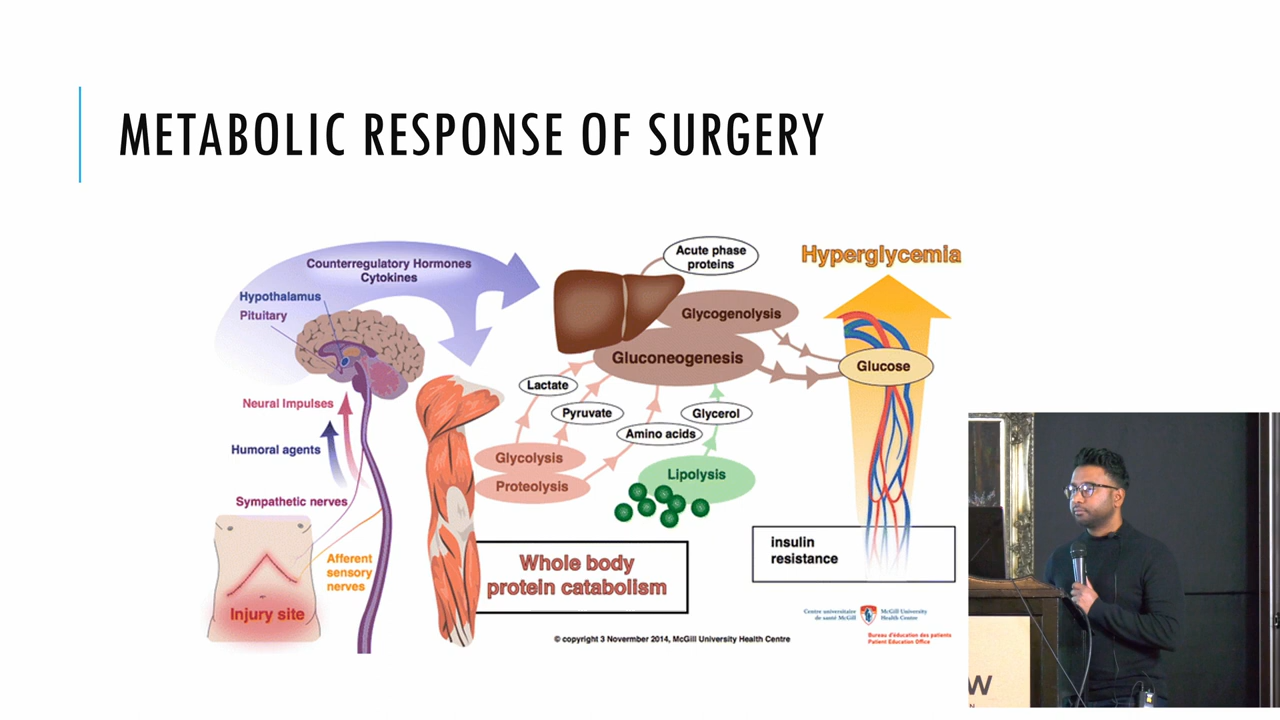 METABOLIC RESPONSE OF SURGERY
Counterregulatory Hormones
Cytokines
Hypothalamus
Pituitary
Neural Impulses
Humoral agents
Sympathetic nerves
Afferent
sensory
nerves
Injury site
Acute phase
proteins
Glycogenolysis
Gluconeogenesis
Lactate
Pyruvate
Amino acids
Glycerol
Glycolysis
Proteolysis
Lipolysis
Whole body
protein catabolism
Hyperglycemia
Glucose
insulin
resistance
Centre universitaire
de santé McGill
McGill University
Health Centre
Bureau d'éducation des patients
Patient Education Office
© copyright 3 Novermber 2014, McGill University Health Centre
W
N